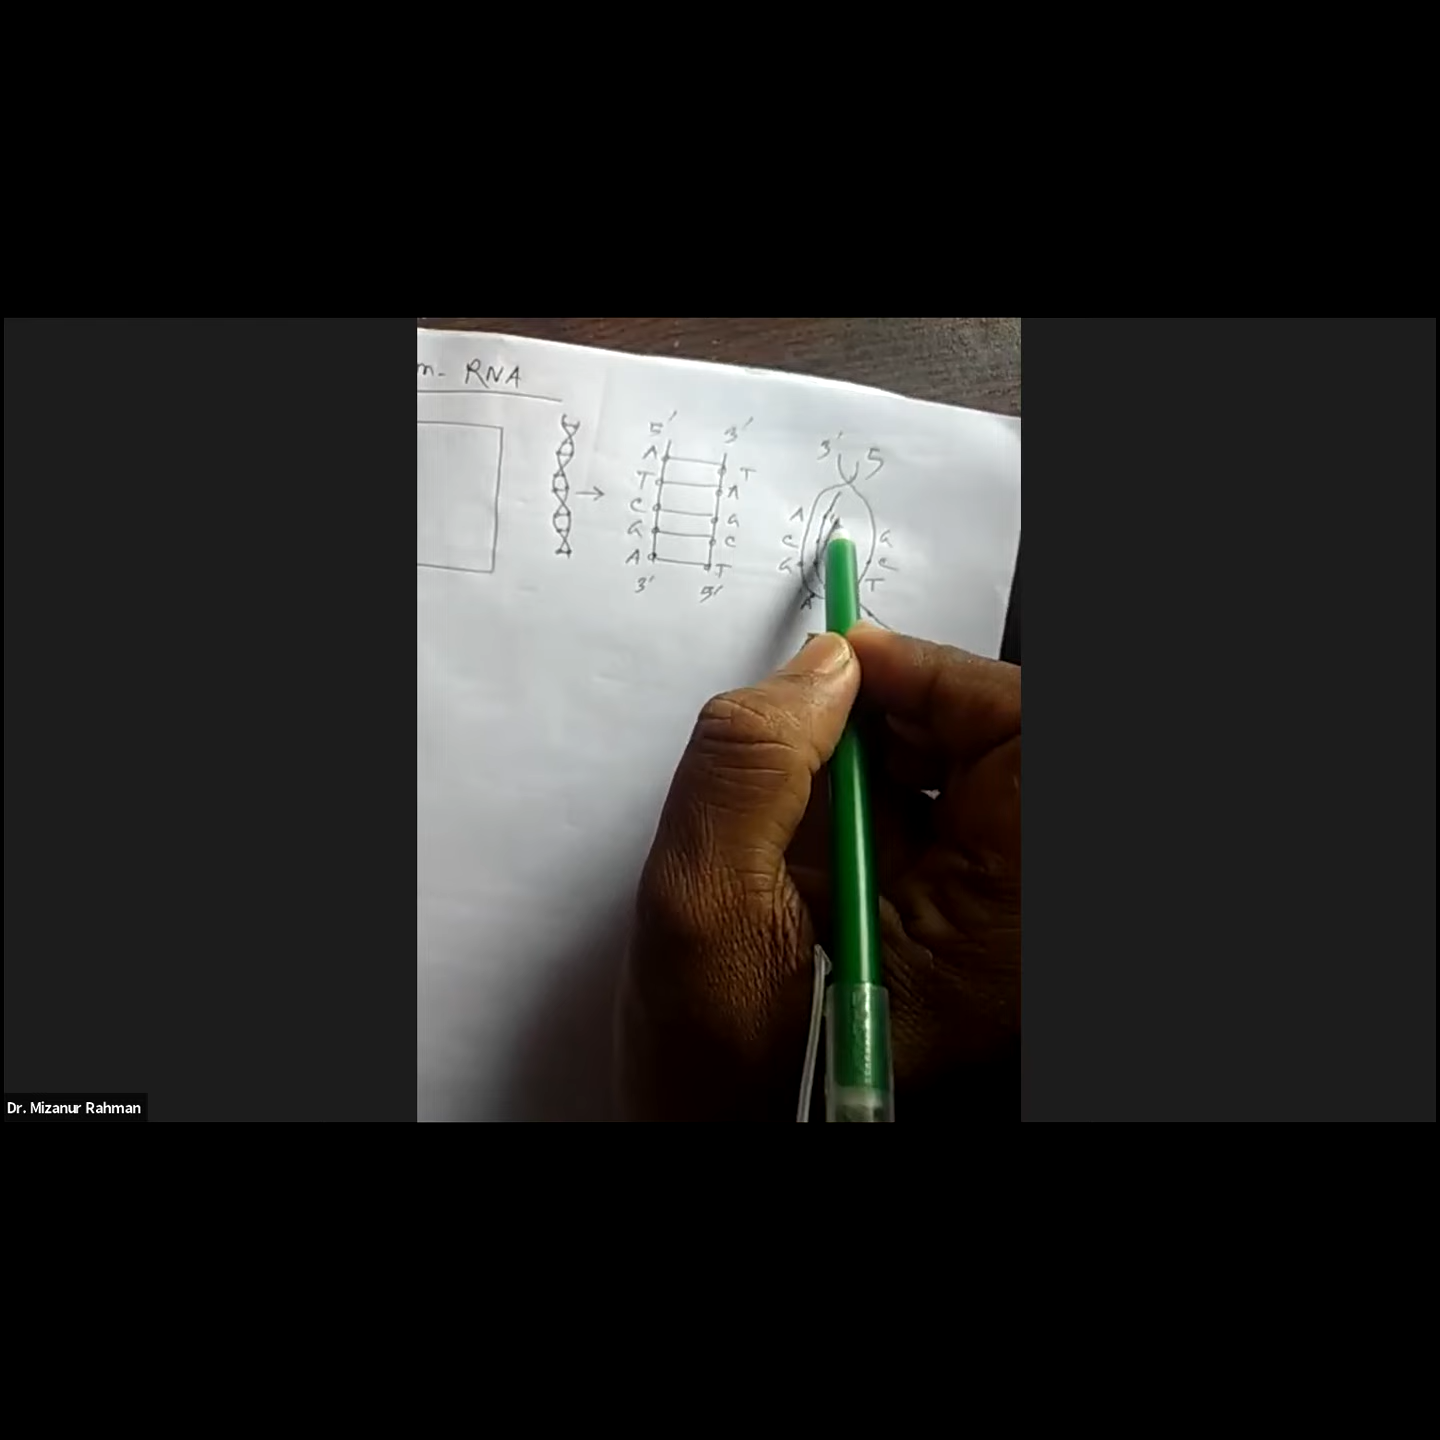 m- RNA
5' 3'
A T
T A
C G
G C
A T
3' 5'
3' 5
A
C G
G C
T
A
Dr. Mizanur Rahman